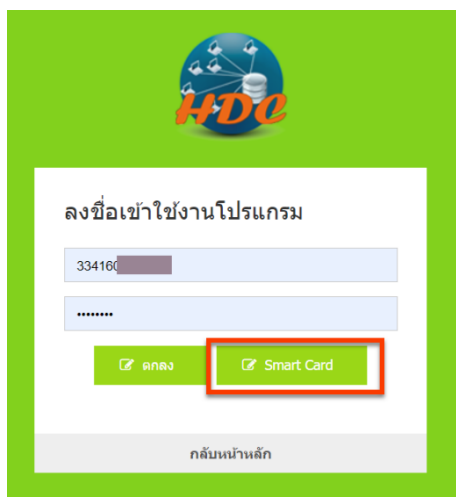 HDC
ลงชื่อเข้าใช้งานโปรแกรม
334160
••••••••
ตกลง
Smart Card
กลับหน้าหลัก